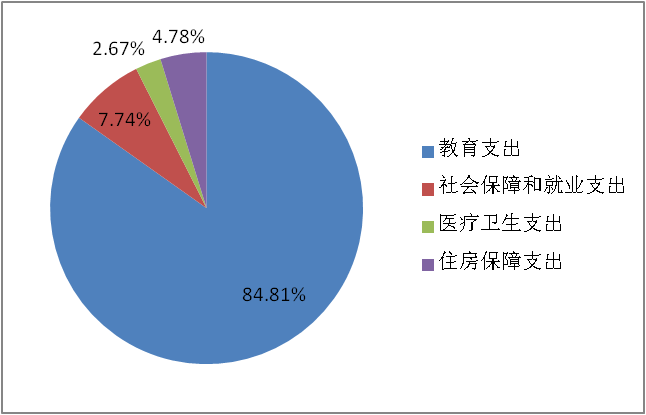 4.78%
2.67%
7.74%
84.81%
教育支出
社会保障和就业支出
医疗卫生支出
住房保障支出